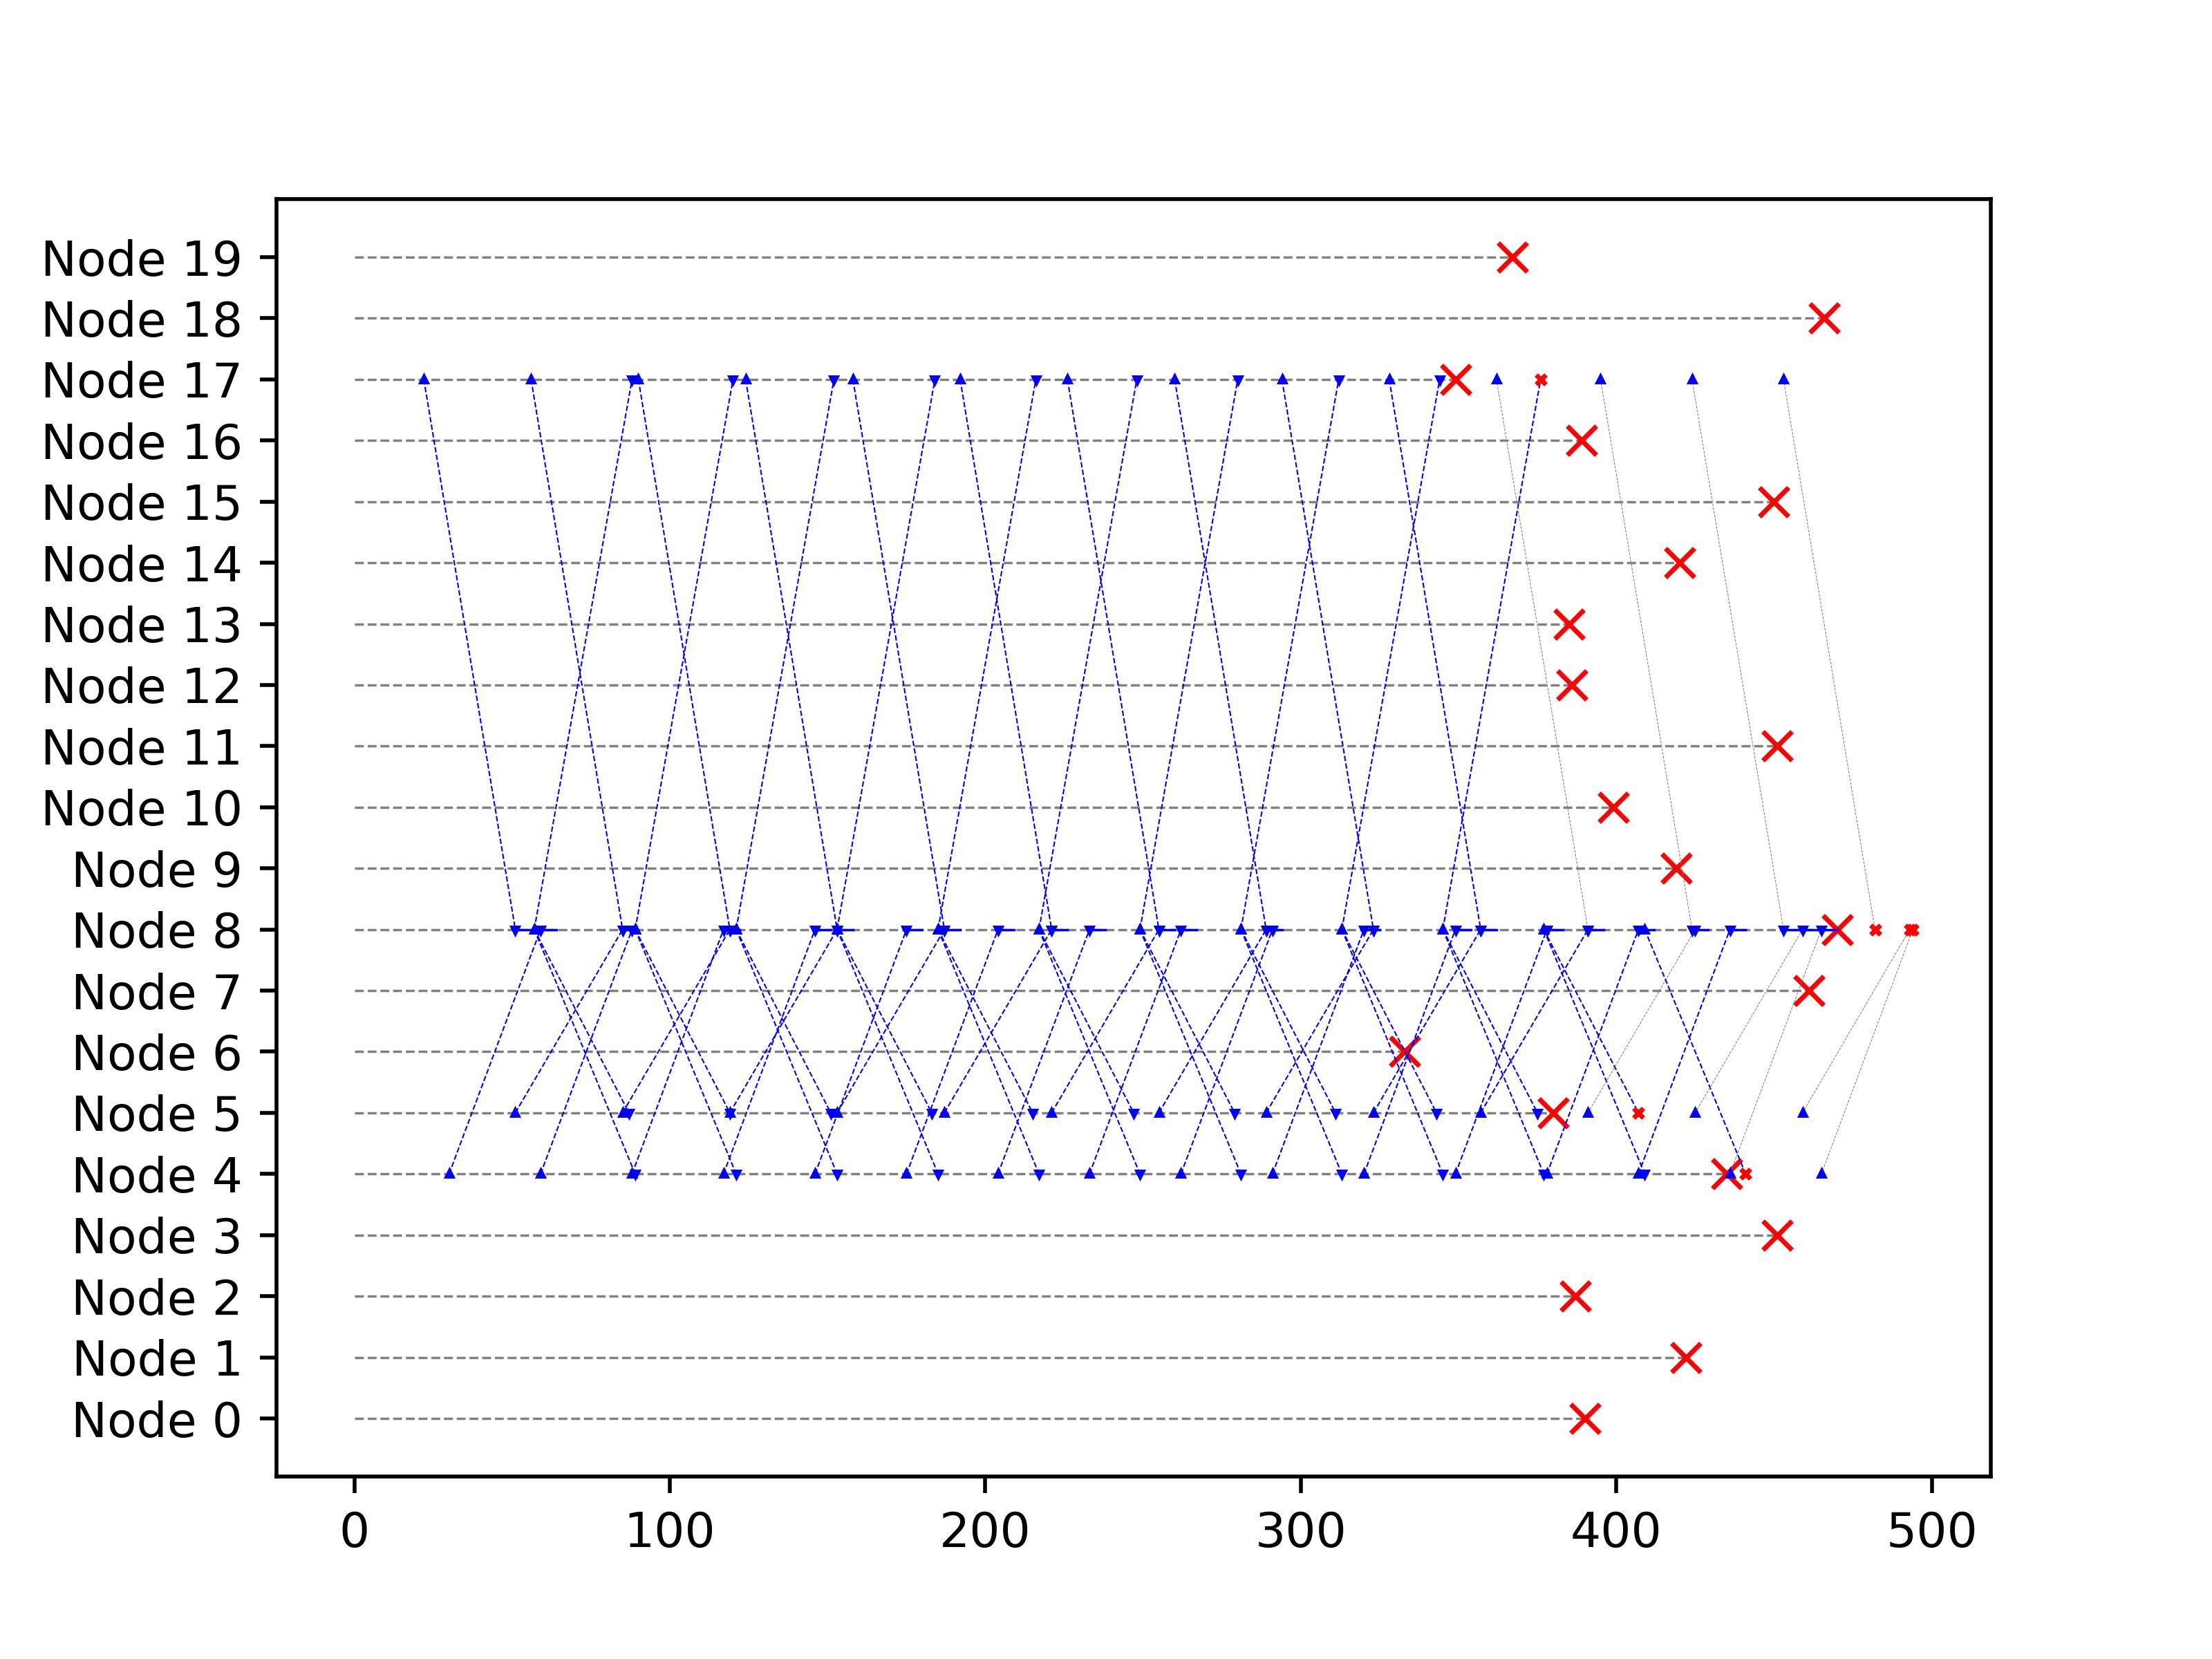 Node 19
Node 18
Node 17
Node 16
Node 15
Node 14
Node 13
Node 12
Node 11
Node 10
Node 9
Node 8
Node 7
Node 6
Node 5
Node 4
Node 3
Node 2
Node 1
Node 0
0 100 200 300 400 500